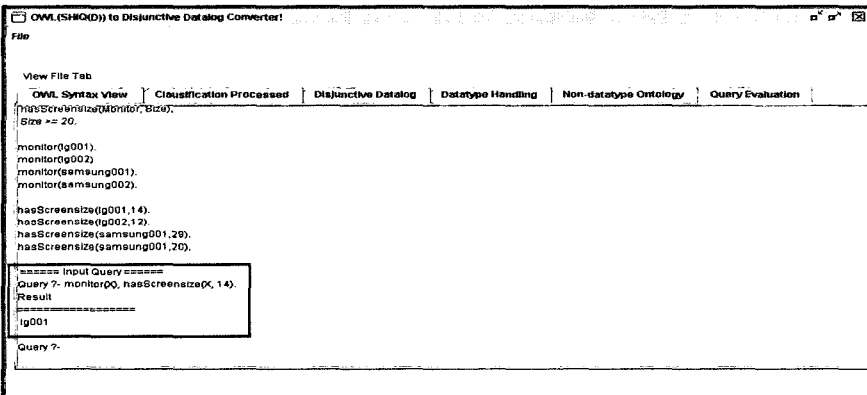 OWL(SHIQ(D)) to Disjunctive Datalog Converter!
File
View File Tab
OWL Syntax View Clausification Processed Disjunctive Datalog Datatype Handling Non-datatype Ontology Query Evaluation
hasScreensize(Monitor, Size),
Size >= 20.
monitor(lg001).
monitor(lg002)
monitor(samsung001).
monitor(samsung002).
hasScreensize(lg001,14).
hasScreensize(lg002,12).
hasScreensize(samsung001,29).
hasScreensize(samsung001,20).
====== Input Query ======
Query ?- monitor(X), hasScreensize(X, 14).
Result
==================
lg001
Query ?-